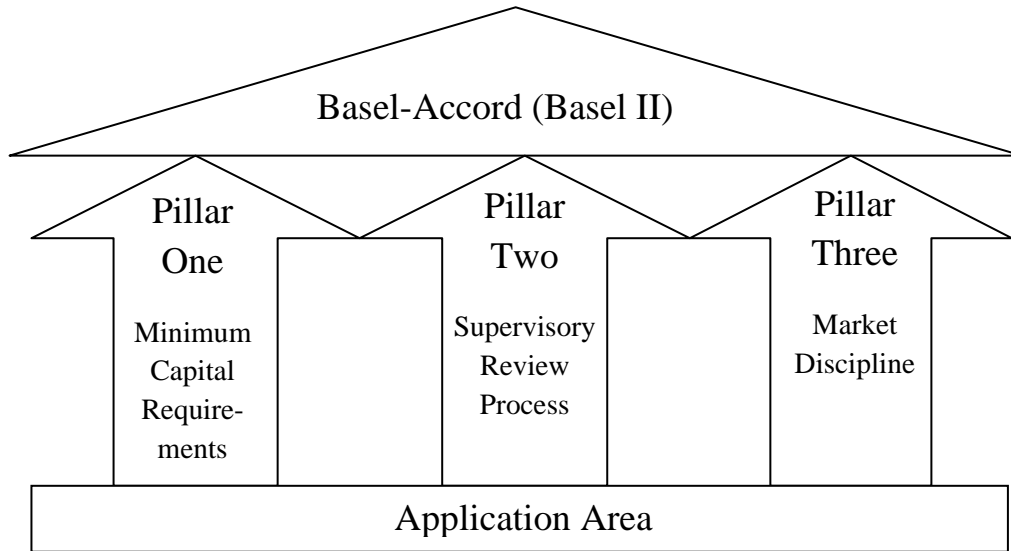 Basel-Accord (Basel II)
Pillar
One
Minimum
Capital
Require-
ments
Pillar
Two
Supervisory
Review
Process
Pillar
Three
Market
Discipline
Application Area